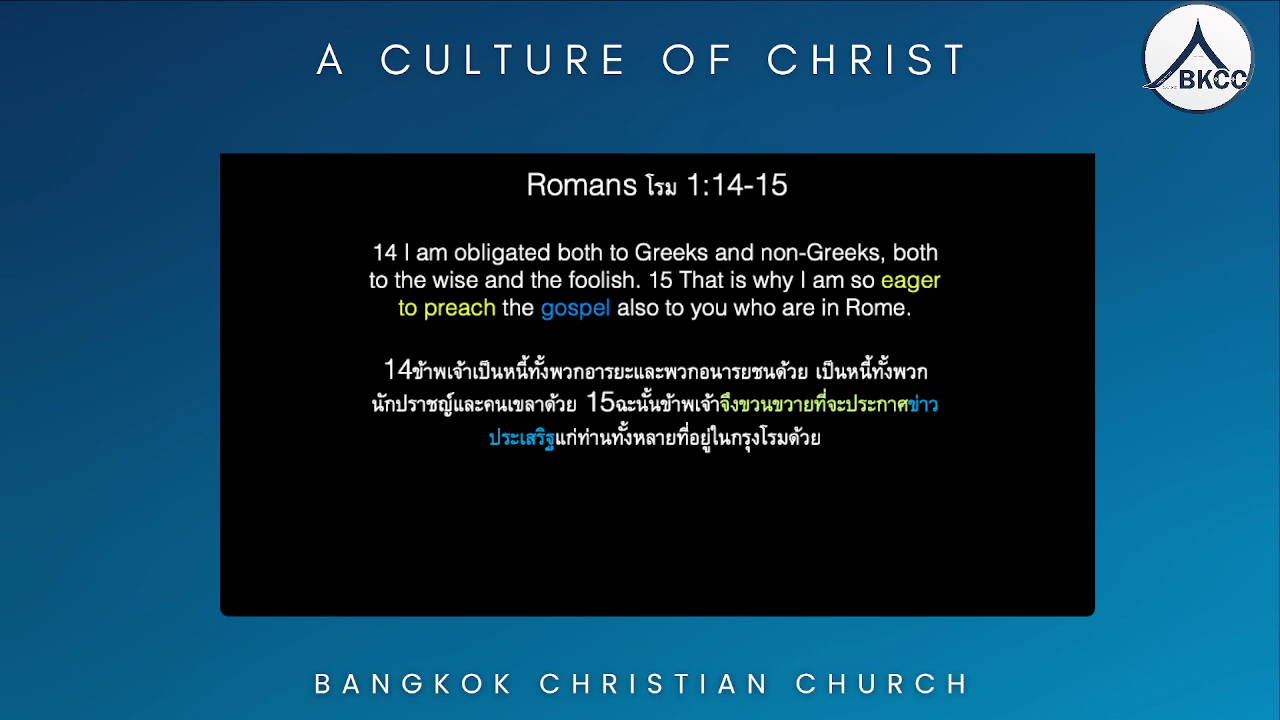 A CULTURE OF CHRIST
BKCC
Romans โรม 1:14-15
14 I am obligated both to Greeks and non-Greeks, both
to the wise and the foolish. 15 That is why I am so eager
to preach the gospel also to you who are in Rome.
14ข้าพเจ้าเป็นหนี้ทั้งพวกอารยะและพวกอนารยชนด้วย เป็นหนี้ทั้งพวก
นักปราชญ์และคนเขลาด้วย 15ฉะนั้นข้าพเจ้าจึงขวนขวายที่จะประกาศข่าว
ประเสริฐแก่ท่านทั้งหลายที่อยู่ในกรุงโรมด้วย
BANGKOK CHRISTIAN CHURCH